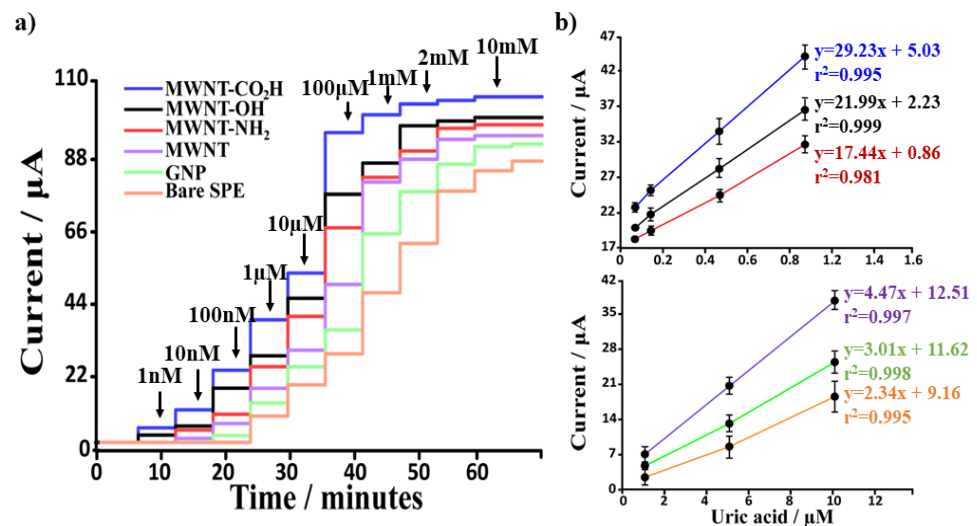 a)
110
88
66
44
22
0
Current / μA
MWNT-CO₂H
MWNT-OH
MWNT-NH₂
MWNT
GNP
Bare SPE
1nM
10nM
100nM
1μM
10μM
100μM
1mM
2mM
10mM
0 10 20 30 40 50 60
Time / minutes
b)
47
37
32
27
22
17
Current / μA
y=29.23x + 5.03
r²=0.995
y=21.99x + 2.23
r²=0.999
y=17.44x + 0.86
r²=0.981
0 0.2 0.4 0.6 0.8 1.0 1.2 1.4 1.6
35
28
21
14
7
0
Current / μA
y=4.47x + 12.51
r²=0.997
y=3.01x + 11.62
r²=0.998
y=2.34x + 9.16
r²=0.995
0 2 4 6 8 10 12
Uric acid / μM